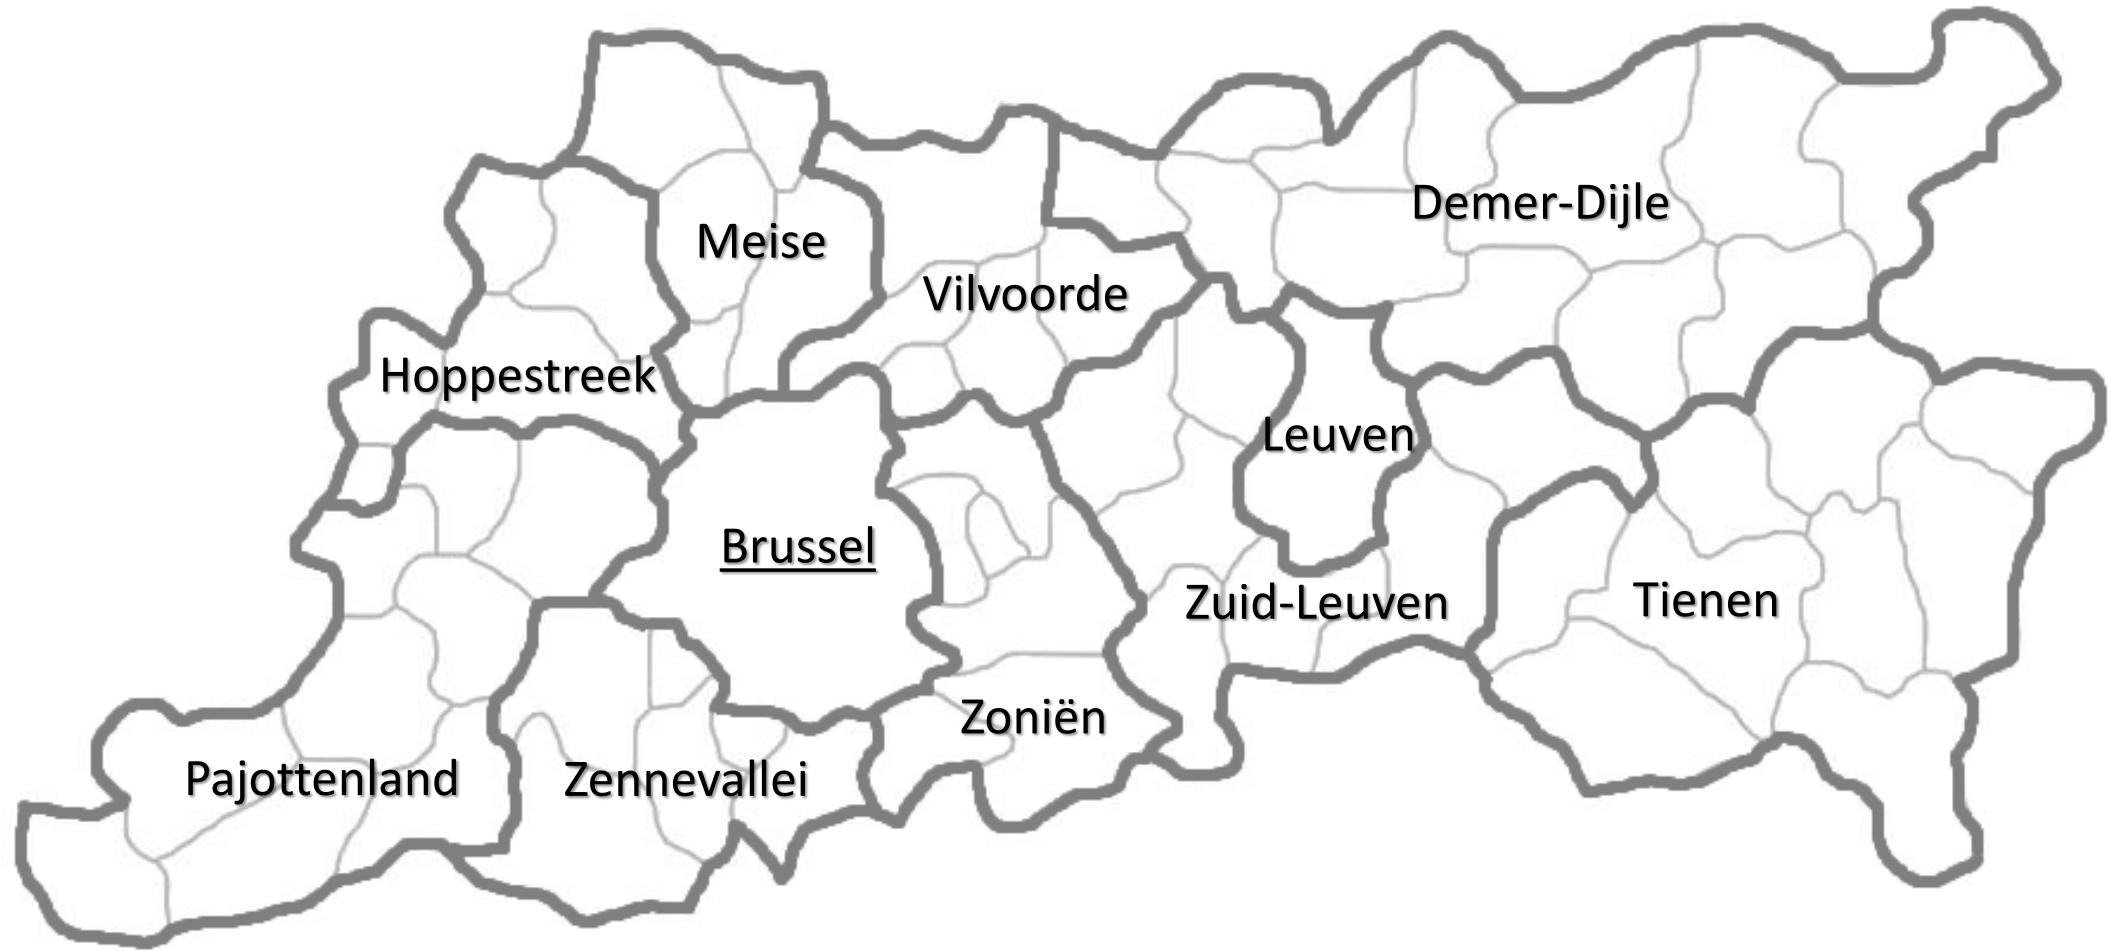 Demer-Dijle
Meise
Vilvoorde
Hoppestreek
Leuven
Brussel
Zuid-Leuven
Tienen
Zoniën
Pajottenland
Zennevallei